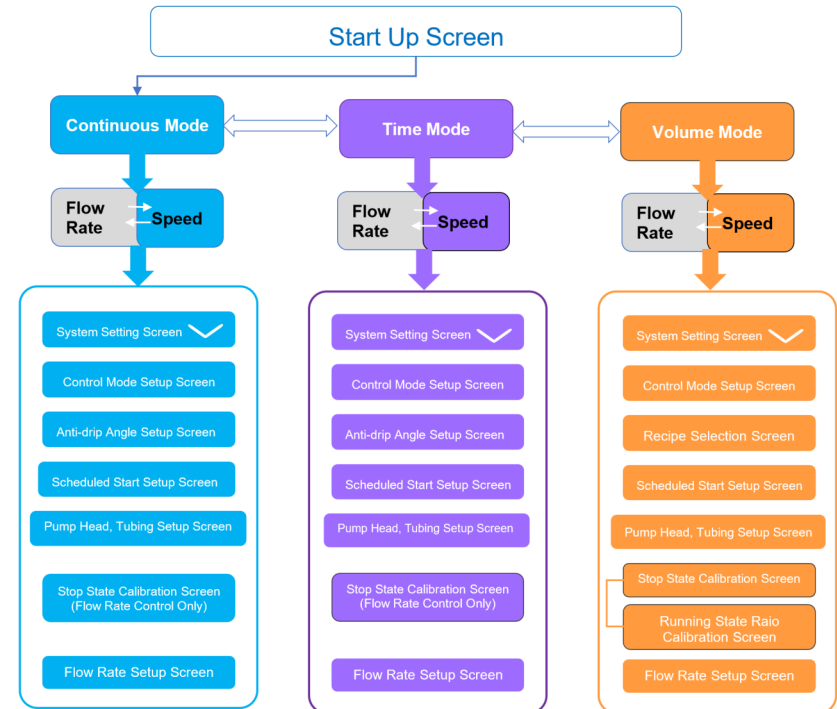 Start Up Screen
Continuous Mode
Time Mode
Volume Mode
Flow
Rate
Speed
Flow
Rate
Speed
Flow
Rate
Speed
System Setting Screen
Control Mode Setup Screen
Anti-drip Angle Setup Screen
Scheduled Start Setup Screen
Pump Head, Tubing Setup Screen
Stop State Calibration Screen
(Flow Rate Control Only)
Flow Rate Setup Screen
System Setting Screen
Control Mode Setup Screen
Anti-drip Angle Setup Screen
Scheduled Start Setup Screen
Pump Head, Tubing Setup Screen
Stop State Calibration Screen
(Flow Rate Control Only)
Flow Rate Setup Screen
System Setting Screen
Control Mode Setup Screen
Recipe Selection Screen
Scheduled Start Setup Screen
Pump Head, Tubing Setup Screen
Stop State Calibration Screen
Running State Raio
Calibration Screen
Flow Rate Setup Screen